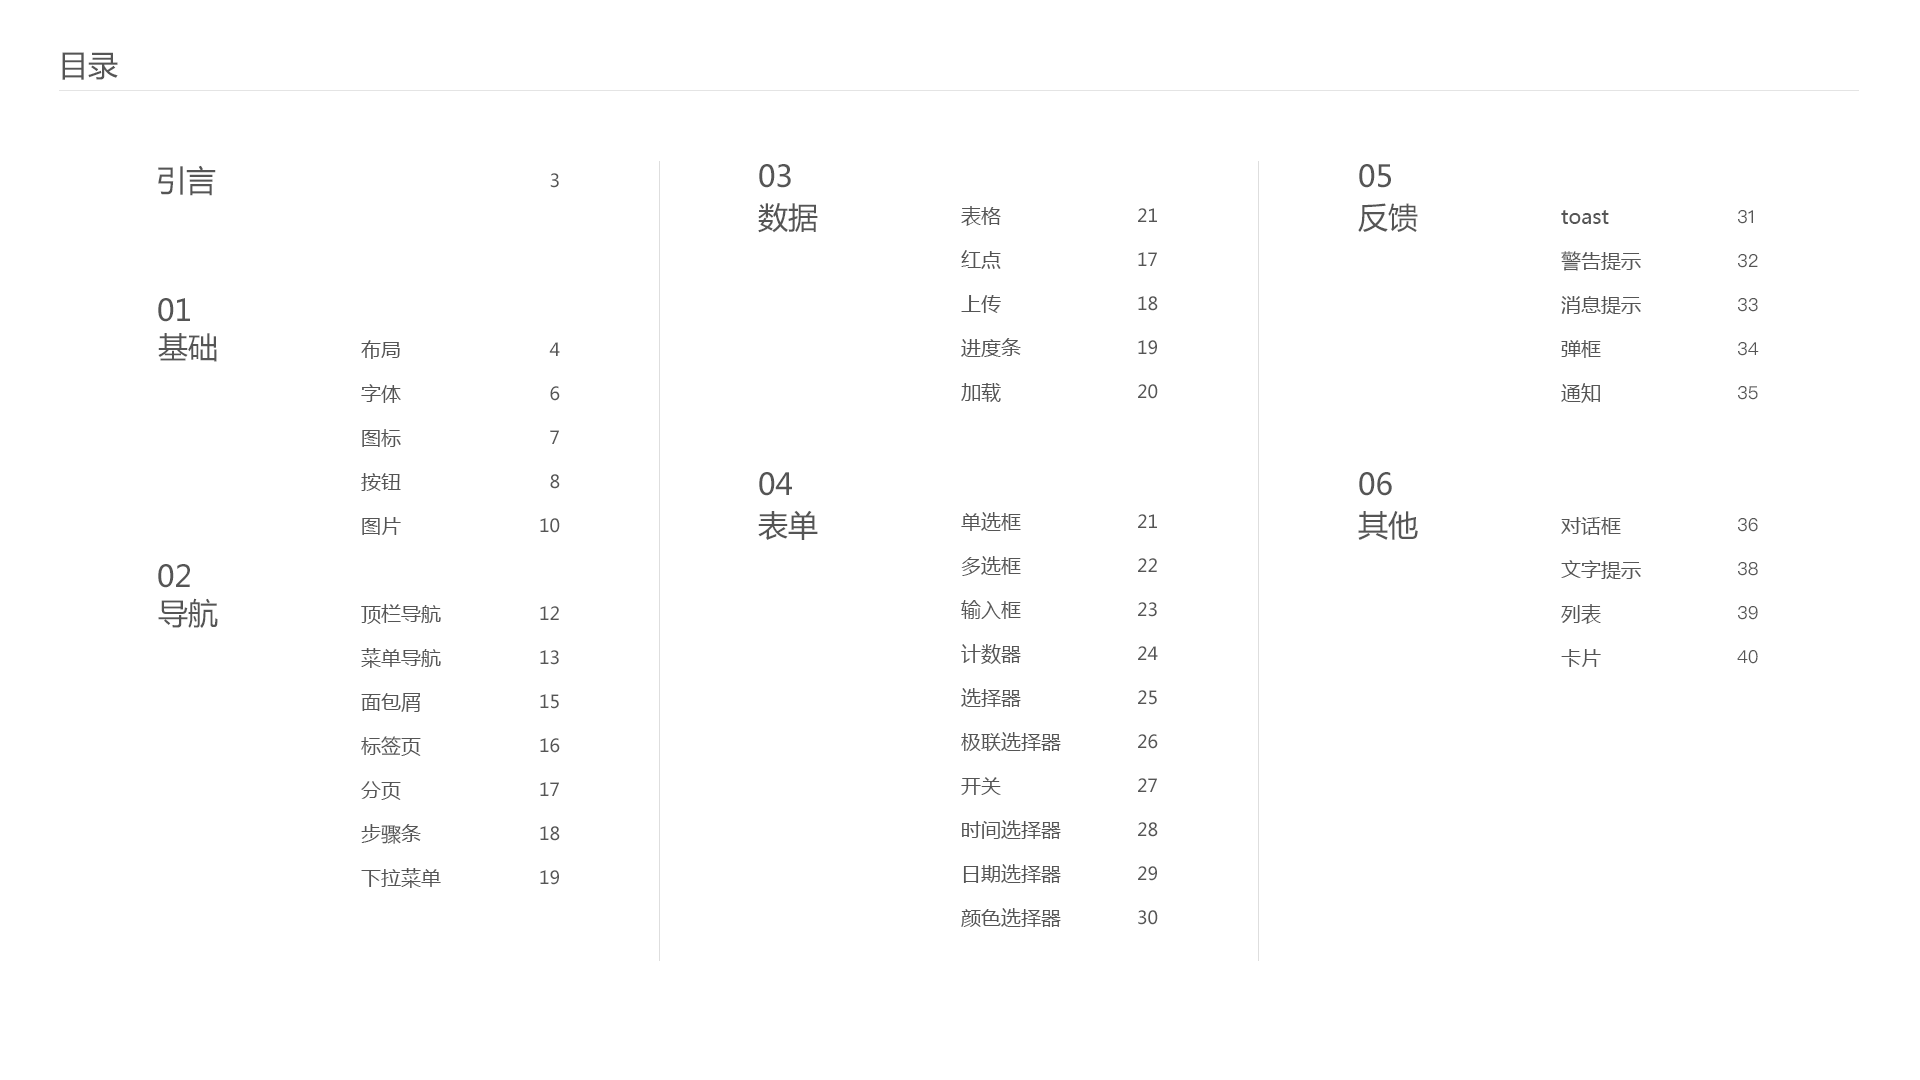 目录
引言 3
01
基础
布局 4
字体 6
图标 7
按钮 8
图片 10
02
导航
顶栏导航 12
菜单导航 13
面包屑 15
标签页 16
分页 17
步骤条 18
下拉菜单 19
03
数据
表格 21
红点 17
上传 18
进度条 19
加载 20
04
表单
单选框 21
多选框 22
输入框 23
计数器 24
选择器 25
极联选择器 26
开关 27
时间选择器 28
日期选择器 29
颜色选择器 30
05
反馈
toast 31
警告提示 32
消息提示 33
弹框 34
通知 35
06
其他
对话框 36
文字提示 38
列表 39
卡片 40